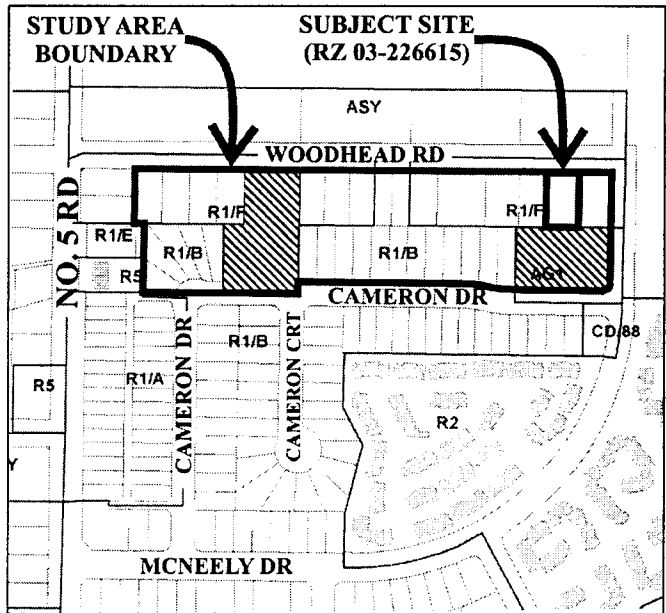 STUDY AREA
BOUNDARY
SUBJECT SITE
(RZ 03-226615)
ASY
WOODHEAD RD
NO. 5 RD
R1/F
R1/F
R1/E
R1/B
R1/B
R5
AG1
CAMERON DR
CD/88
R1/B
R5
R1/A
CAMERON DR
CAMERON CRT
R2
Y
MCNEELY DR